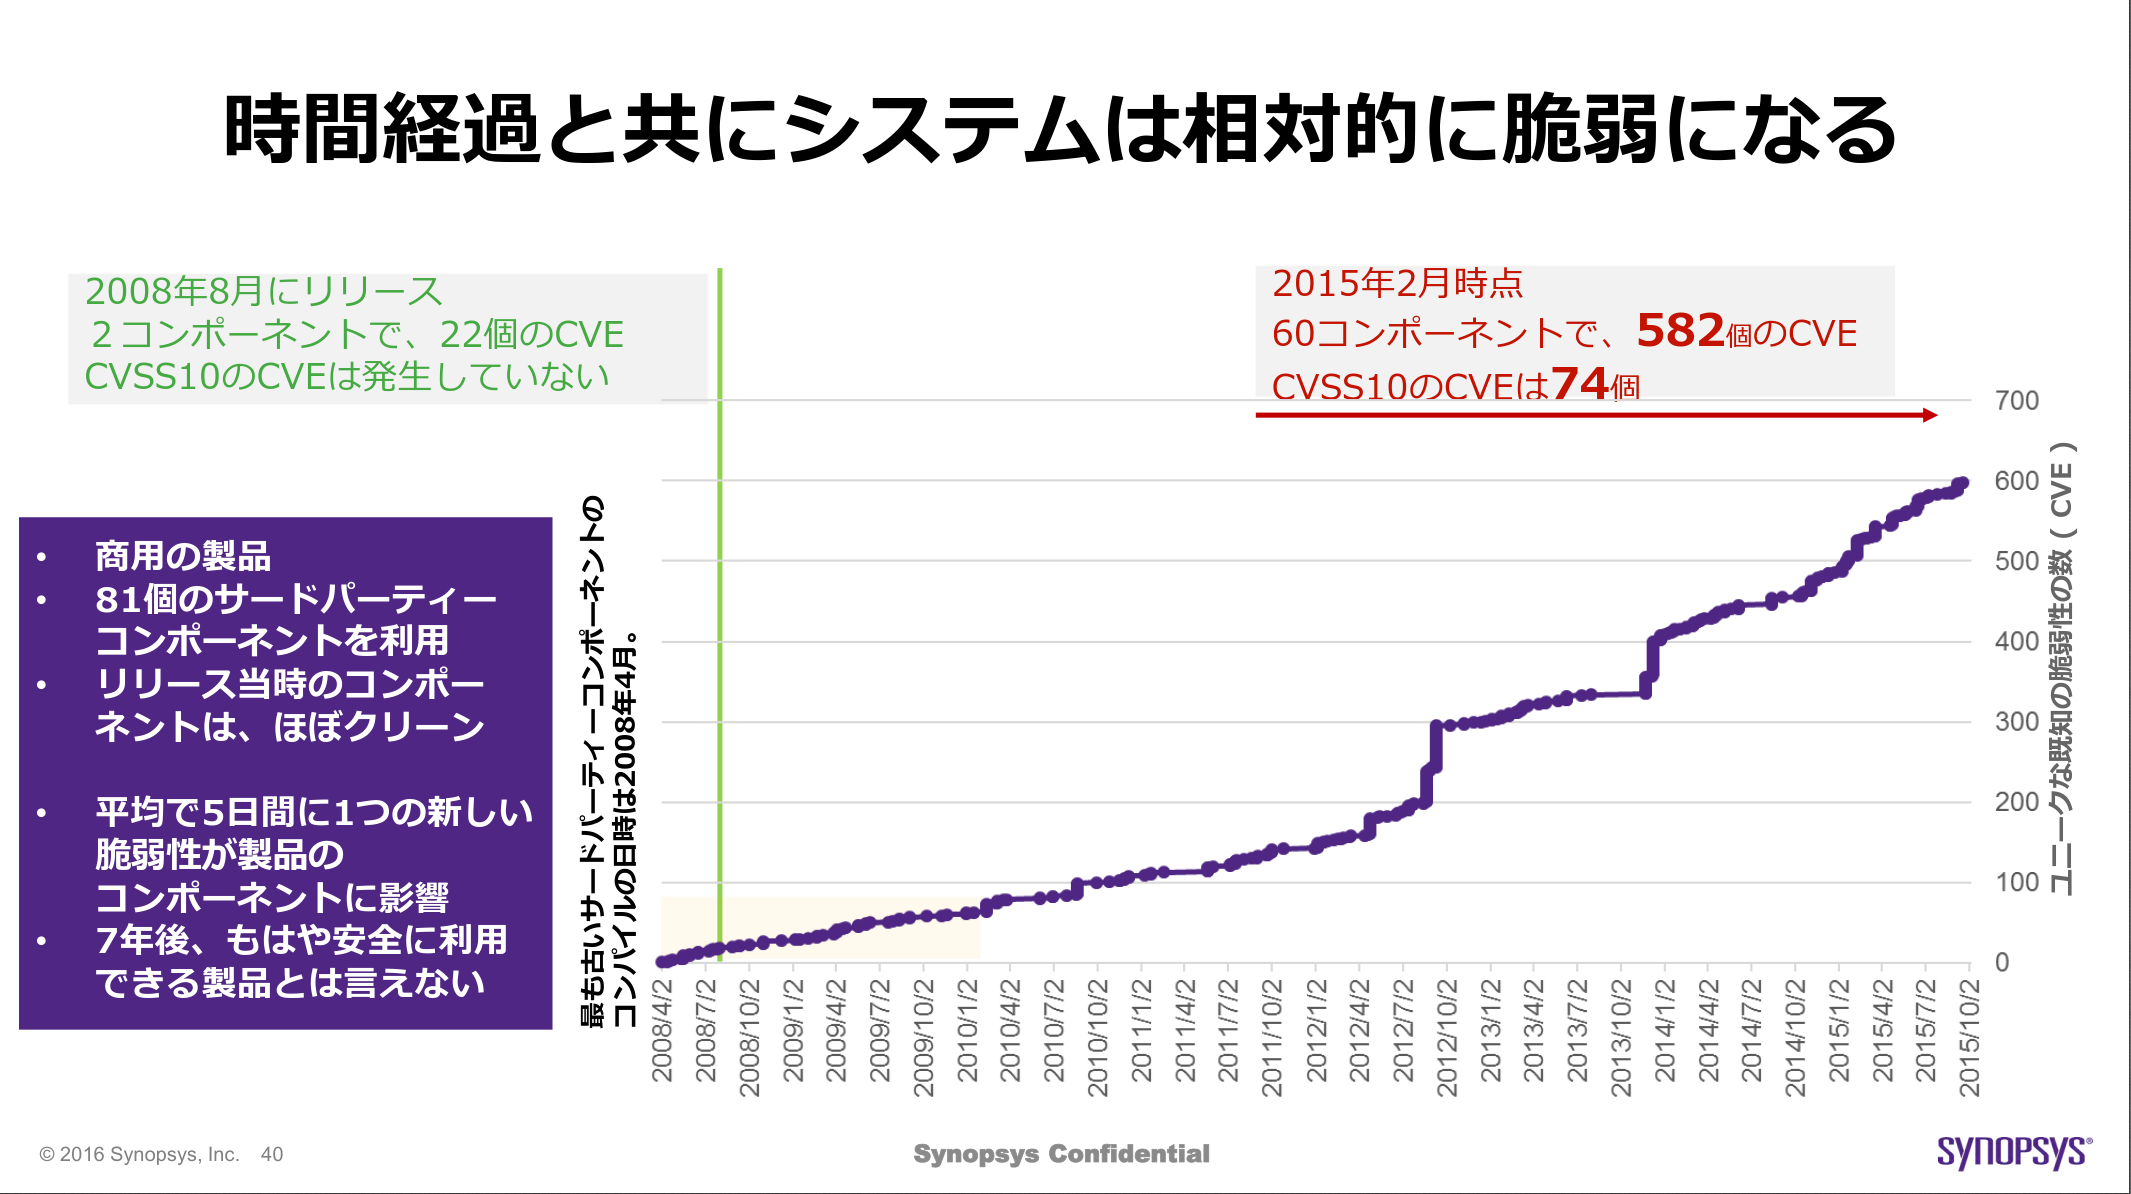 時間経過と共にシステムは相対的に脆弱になる
2008年8月にリリース
２コンポーネントで、22個のCVE
CVSS10のCVEは発生していない
2015年2月時点
60コンポーネントで、582個のCVE
CVSS10のCVEは74個
• 商用の製品
• 81個のサードパーティー
コンポーネントを利用
• リリース当時のコンポー
ネントは、ほぼクリーン
• 平均で5日間に1つの新しい
脆弱性が製品の
コンポーネントに影響
• 7年後、もはや安全に利用
できる製品とは言えない
最も古いサードパーティーコンポーネントの
コンパイルの日時は2008年4月。
700
600
500
400
300
200
100
0
ユニークな既知の脆弱性の数（CVE）
2008/4/2
2008/7/2
2008/10/2
2009/1/2
2009/4/2
2009/7/2
2009/10/2
2010/1/2
2010/4/2
2010/7/2
2010/10/2
2011/1/2
2011/4/2
2011/7/2
2011/10/2
2012/1/2
2012/4/2
2012/7/2
2012/10/2
2013/1/2
2013/4/2
2013/7/2
2013/10/2
2014/1/2
2014/4/2
2014/7/2
2014/10/2
2015/1/2
2015/4/2
2015/7/2
2015/10/2
© 2016 Synopsys, Inc. 40
Synopsys Confidential
SYNOPSYS®